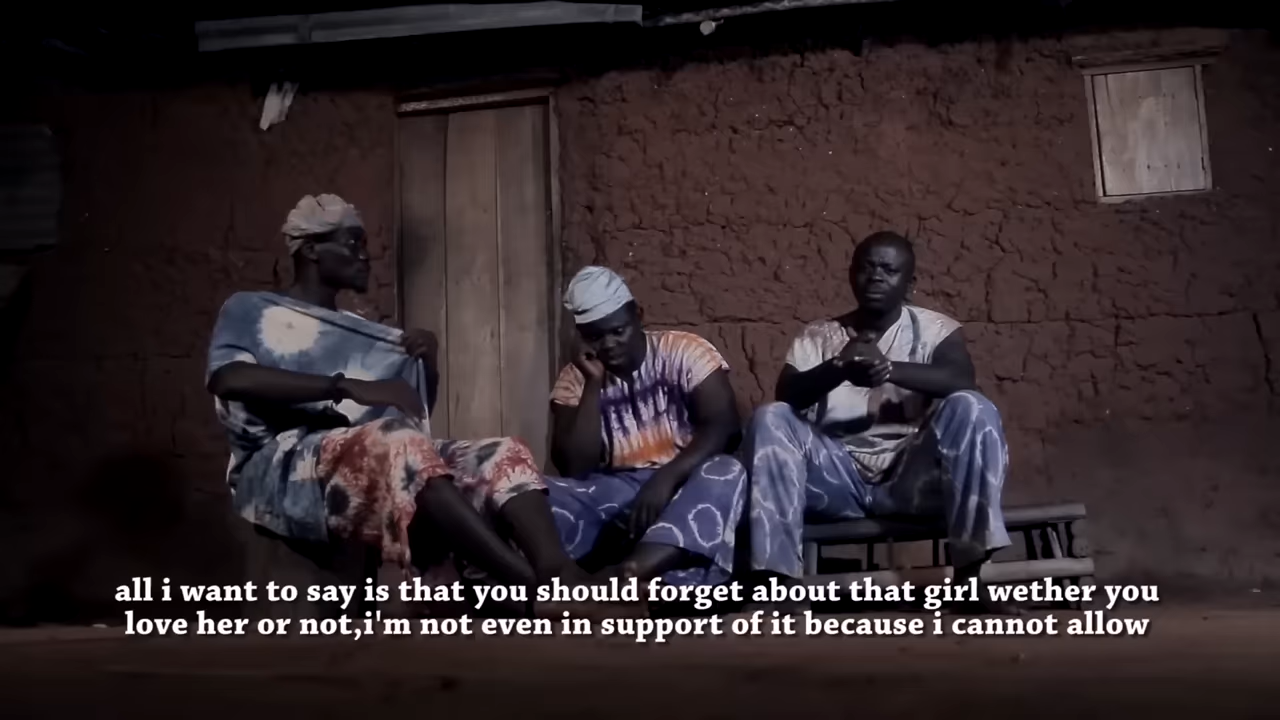 all i want to say is that you should forget about that girl wether you
love her or not,i'm not even in support of it because i cannot allow